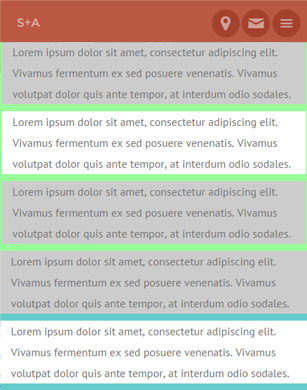 S+A
Lorem ipsum dolor sit amet, consectetur adipiscing elit.
Vivamus fermentum ex sed posuere venenatis. Vivamus
volutpat dolor quis ante tempor, at interdum odio sodales.
Lorem ipsum dolor sit amet, consectetur adipiscing elit.
Vivamus fermentum ex sed posuere venenatis. Vivamus
volutpat dolor quis ante tempor, at interdum odio sodales.
Lorem ipsum dolor sit amet, consectetur adipiscing elit.
Vivamus fermentum ex sed posuere venenatis. Vivamus
volutpat dolor quis ante tempor, at interdum odio sodales.
Lorem ipsum dolor sit amet, consectetur adipiscing elit.
Vivamus fermentum ex sed posuere venenatis. Vivamus
volutpat dolor quis ante tempor, at interdum odio sodales.
Lorem ipsum dolor sit amet, consectetur adipiscing elit.
Vivamus fermentum ex sed posuere venenatis. Vivamus
volutpat dolor quis ante tempor, at interdum odio sodales.